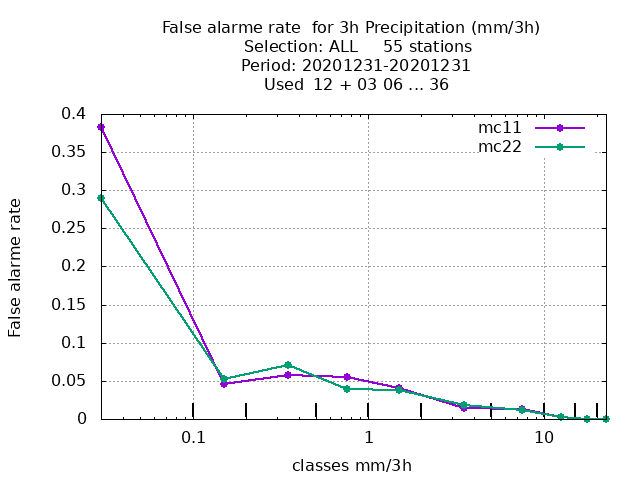 False alarme rate  for 3h Precipitation (mm/3h)
Selection: ALL     55 stations
Period: 20201231-20201231
Used  12 + 03 06 ... 36
mc11
mc22
0.4
0.35
0.3
0.25
0.2
0.15
0.1
0.05
0
False alarme rate
0.1
1
10
classes mm/3h